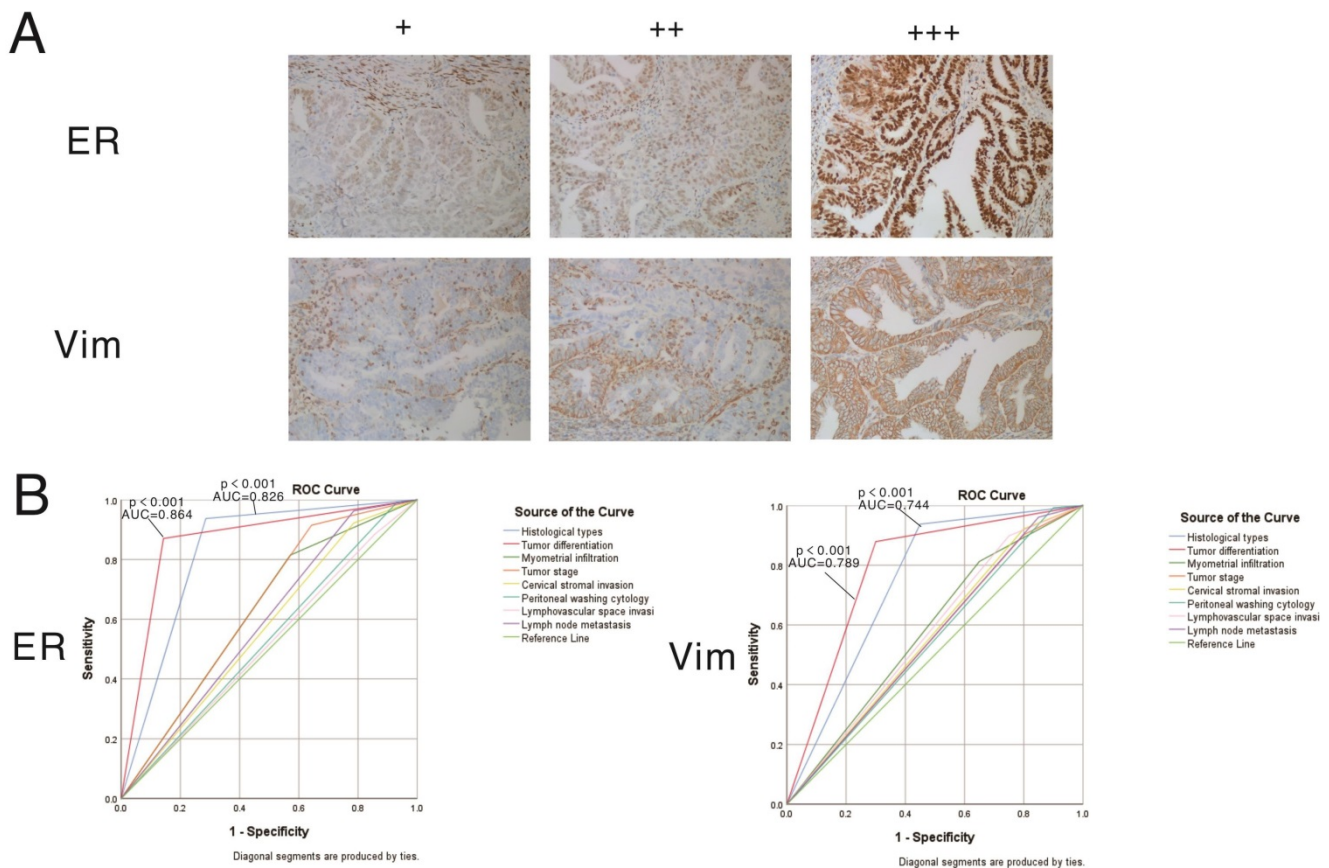 A
+
++
+++
ER
Vim
B
ROC Curve
p < 0.001
AUC=0.826
p < 0.001
AUC=0.864
1.0
0.8
0.6
0.4
0.2
0.0
Sensitivity
0.0 0.2 0.4 0.6 0.8 1.0
1 - Specificity
Diagonal segments are produced by ties.
Source of the Curve
Histological types
Tumor differentiation
Myometrial infiltration
Tumor stage
Cervical stromal invasion
Peritoneal washing cytology
Lymphovascular space invasi
Lymph node metastasis
Reference Line
ER
ROC Curve
p < 0.001
AUC=0.744
p < 0.001
AUC=0.789
1.0
0.8
0.6
0.4
0.2
0.0
Sensitivity
0.0 0.2 0.4 0.6 0.8 1.0
1 - Specificity
Diagonal segments are produced by ties.
Source of the Curve
Histological types
Tumor differentiation
Myometrial infiltration
Tumor stage
Cervical stromal invasion
Peritoneal washing cytology
Lymphovascular space invasi
Lymph node metastasis
Reference Line
Vim